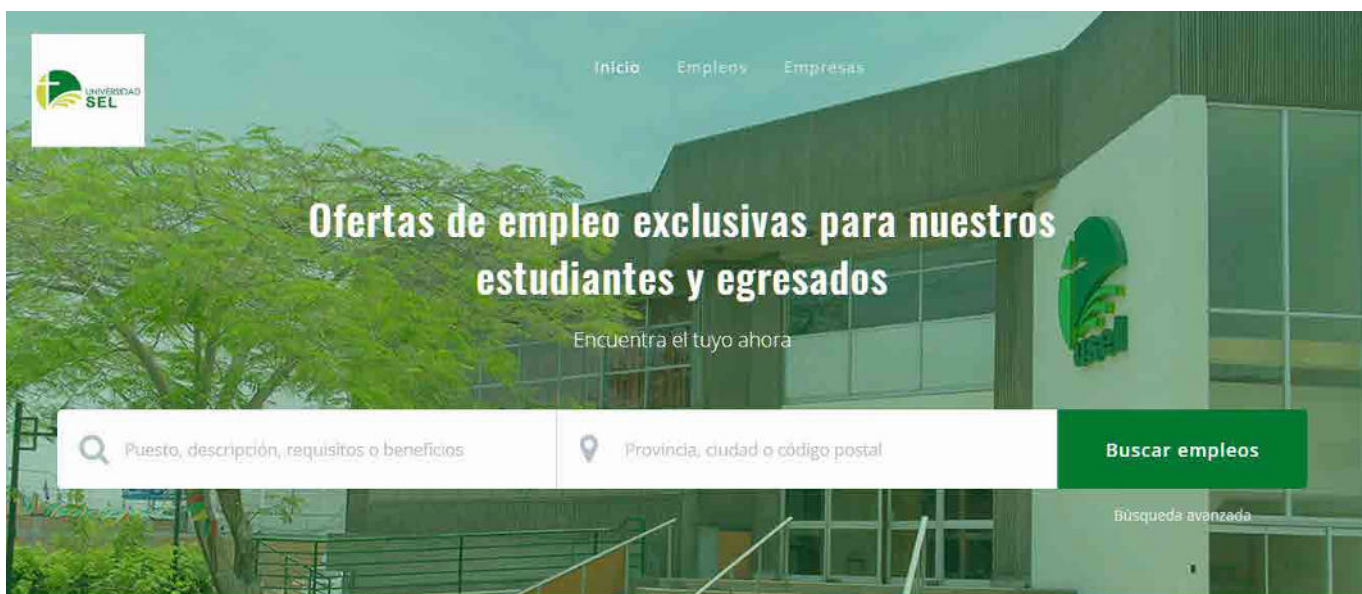 UNIVERSIDAD
SEL
Inicio Empleos Empresas
Ofertas de empleo exclusivas para nuestros
estudiantes y egresados
Encuentra el tuyo ahora
Puesto, descripción, requisitos o beneficios
Provincia, ciudad o código postal
Buscar empleos
Búsqueda avanzada